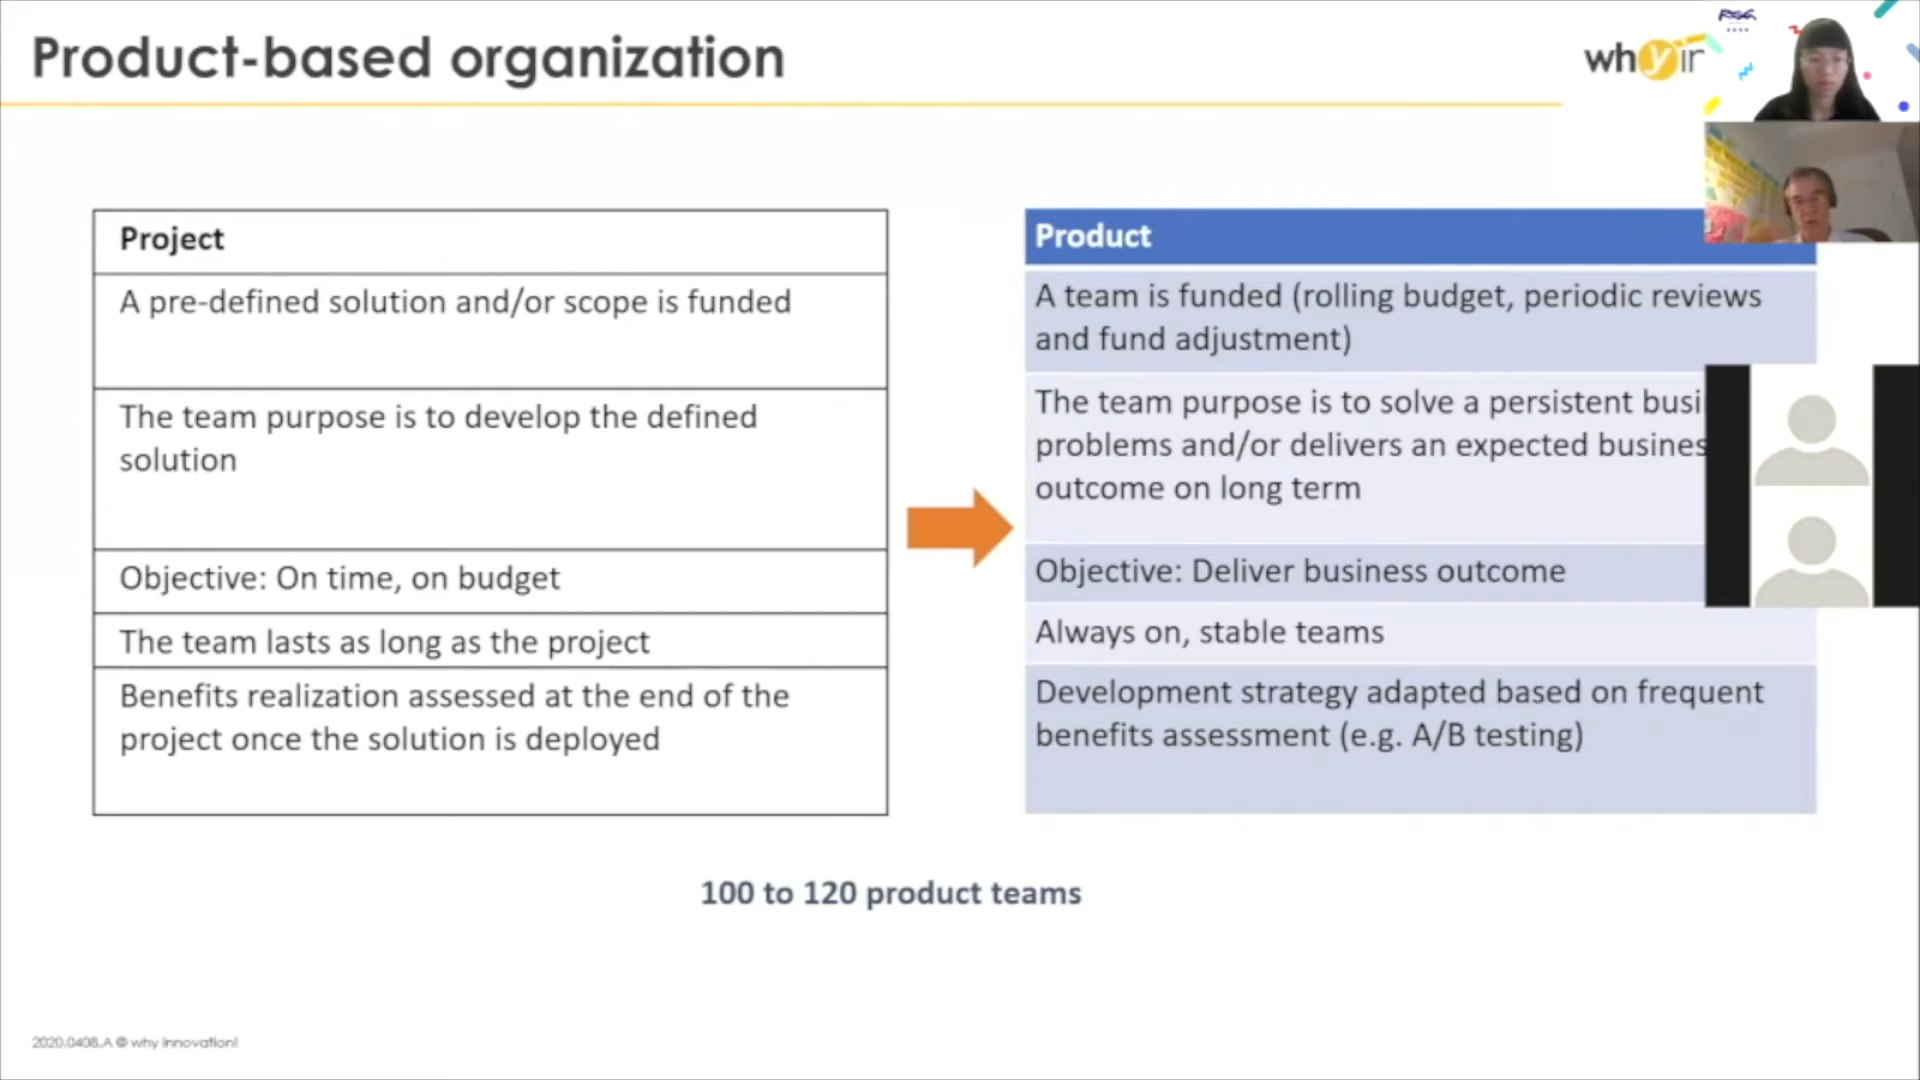 Product-based organization
whyin
Project
A pre-defined solution and/or scope is funded
The team purpose is to develop the defined
solution
Objective: On time, on budget
The team lasts as long as the project
Benefits realization assessed at the end of the
project once the solution is deployed
Product
A team is funded (rolling budget, periodic reviews
and fund adjustment)
The team purpose is to solve a persistent busi
problems and/or delivers an expected busines
outcome on long term
Objective: Deliver business outcome
Always on, stable teams
Development strategy adapted based on frequent
benefits assessment (e.g. A/B testing)
100 to 120 product teams
2020.0408.A © why innovation!